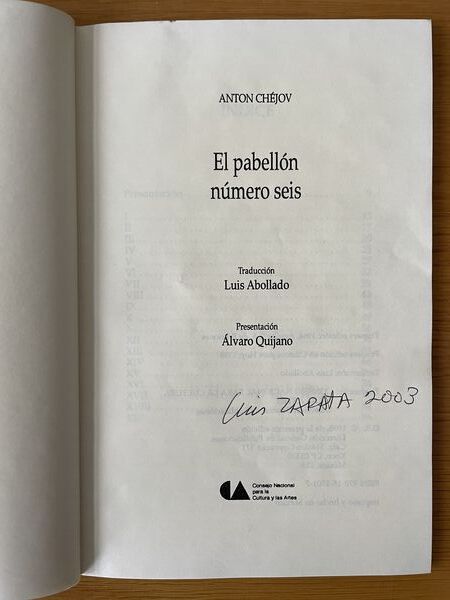 ANTON CHÉJOV
El pabellón
número seis
Traducción
Luis Abollado
Presentación
Álvaro Quijano
Luis ZAPATA 2003
Consejo Nacional
para la
Cultura y las Artes